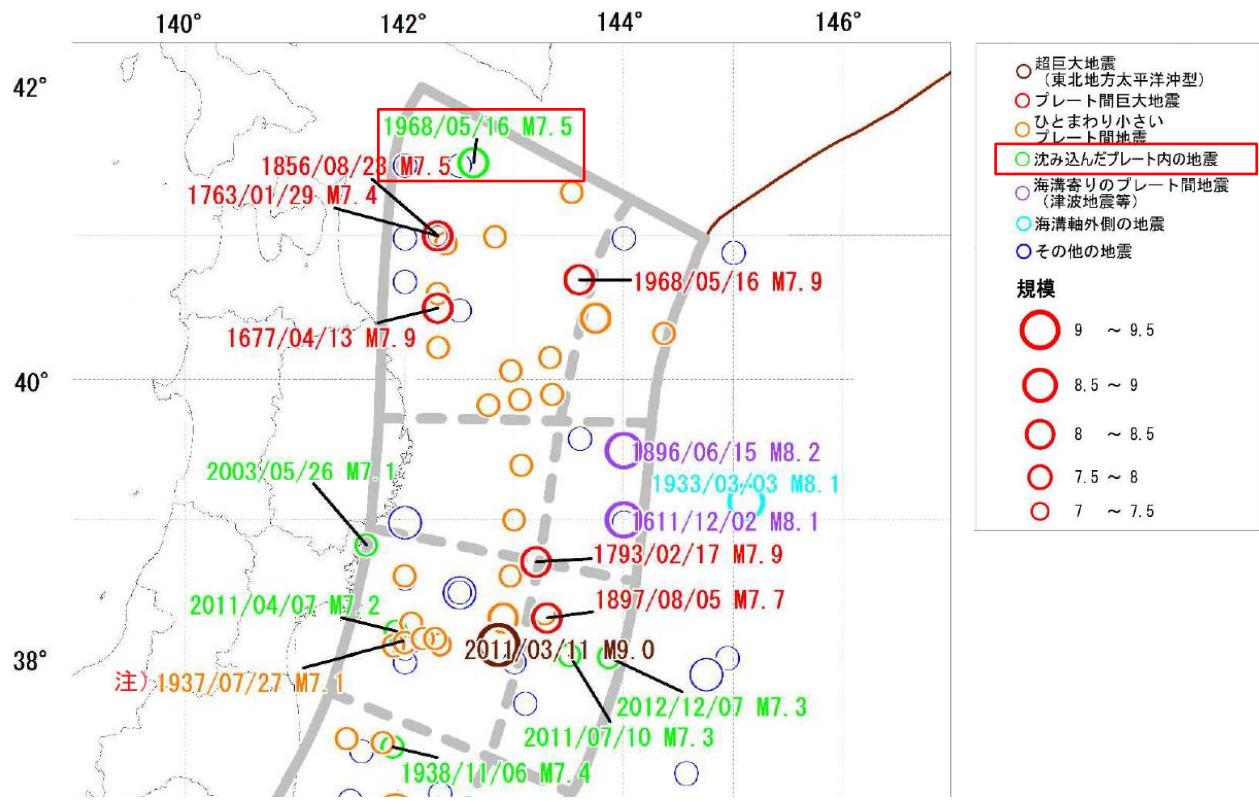 140°
142°
144°
146°
42°
40°
38°
1968/05/16 M7.5
1856/08/23 M7.5
1763/01/29 M7.4
1968/05/16 M7.9
1677/04/13 M7.9
1896/06/15 M8.2
2003/05/26 M7.1
1933/03/03 M8.1
1611/12/02 M8.1
1793/02/17 M7.9
2011/04/07 M7.2
1897/08/05 M7.7
2011/03/11 M9.0
注）1937/07/27 M7.1
2012/12/07 M7.3
2011/07/10 M7.3
1938/11/06 M7.4
超巨大地震
（東北地方太平洋沖型）
プレート間巨大地震
ひとまわり小さい
プレート間地震
沈み込んだプレート内の地震
海溝寄りのプレート間地震
（津波地震等）
海溝軸外側の地震
その他の地震
規模
9 ～ 9.5
8.5 ～ 9
8 ～ 8.5
7.5 ～ 8
7 ～ 7.5